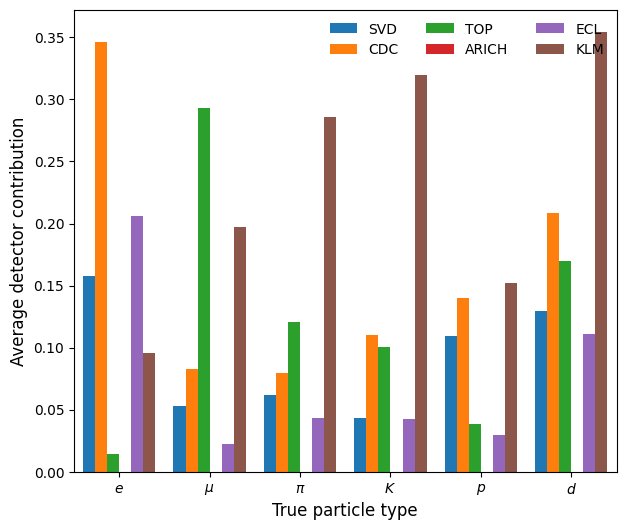 SVD TOP ECL
CDC ARICH KLM
Average detector contribution
0.35
0.30
0.25
0.20
0.15
0.10
0.05
0.00
e μ π K p d
True particle type